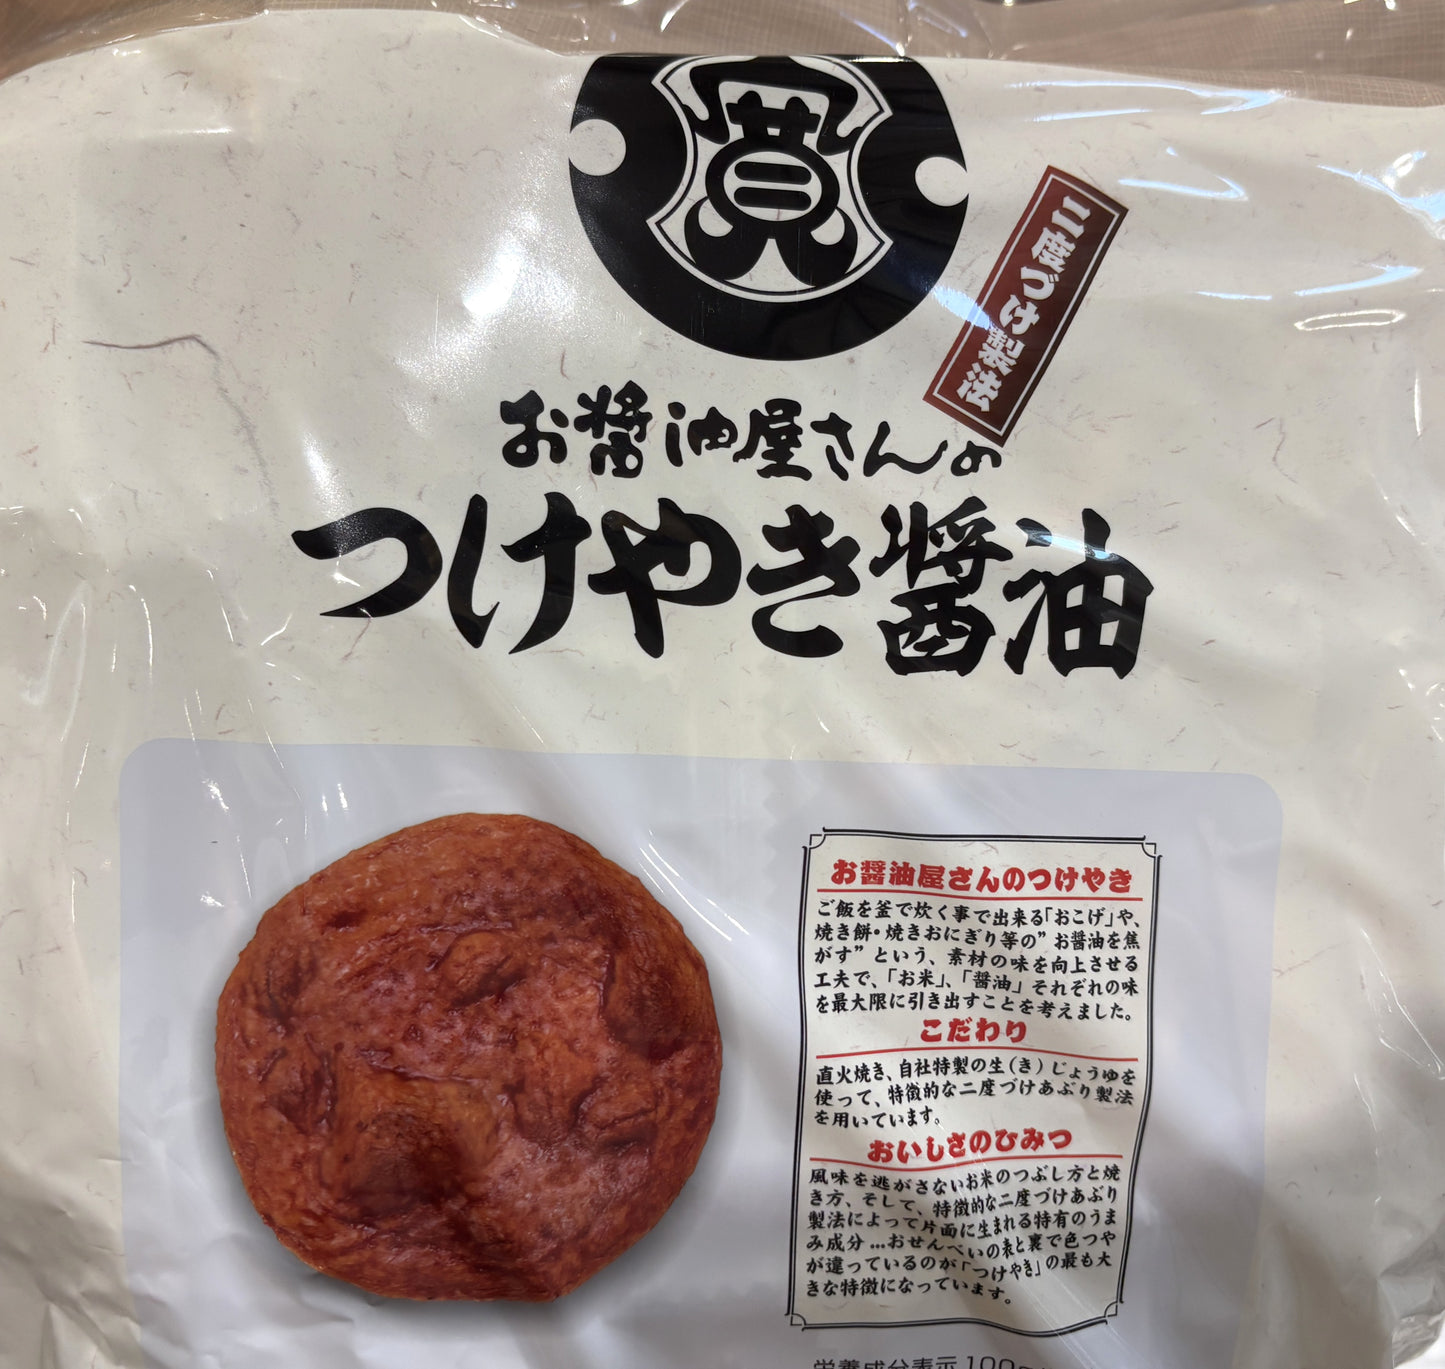 二度づけ製法
お醤油屋さんの
つけやき醤油
お醤油屋さんのつけやき
ご飯を釜で炊く事で出来る「おこげ」や、
焼き餅・焼きおにぎり等の”お醤油を焦
がす”という、素材の味を向上させる
工夫で、「お米」、「醤油」それぞれの味
を最大限に引き出すことを考えました。
こだわり
直火焼き、自社特製の生(き)じょうゆを
使って、特徴的な二度づけあぶり製法
を用いています。
おいしさのひみつ
風味を逃がさないお米のつぶし方と焼
き方、そして、特徴的な二度づけあぶり
製法によって片面に生まれる特有のうま
み成分…おせんべいの表と裏で色つや
が違っているのが「つけやき」の最も大
きな特徴になっています。
栄養成分表示100